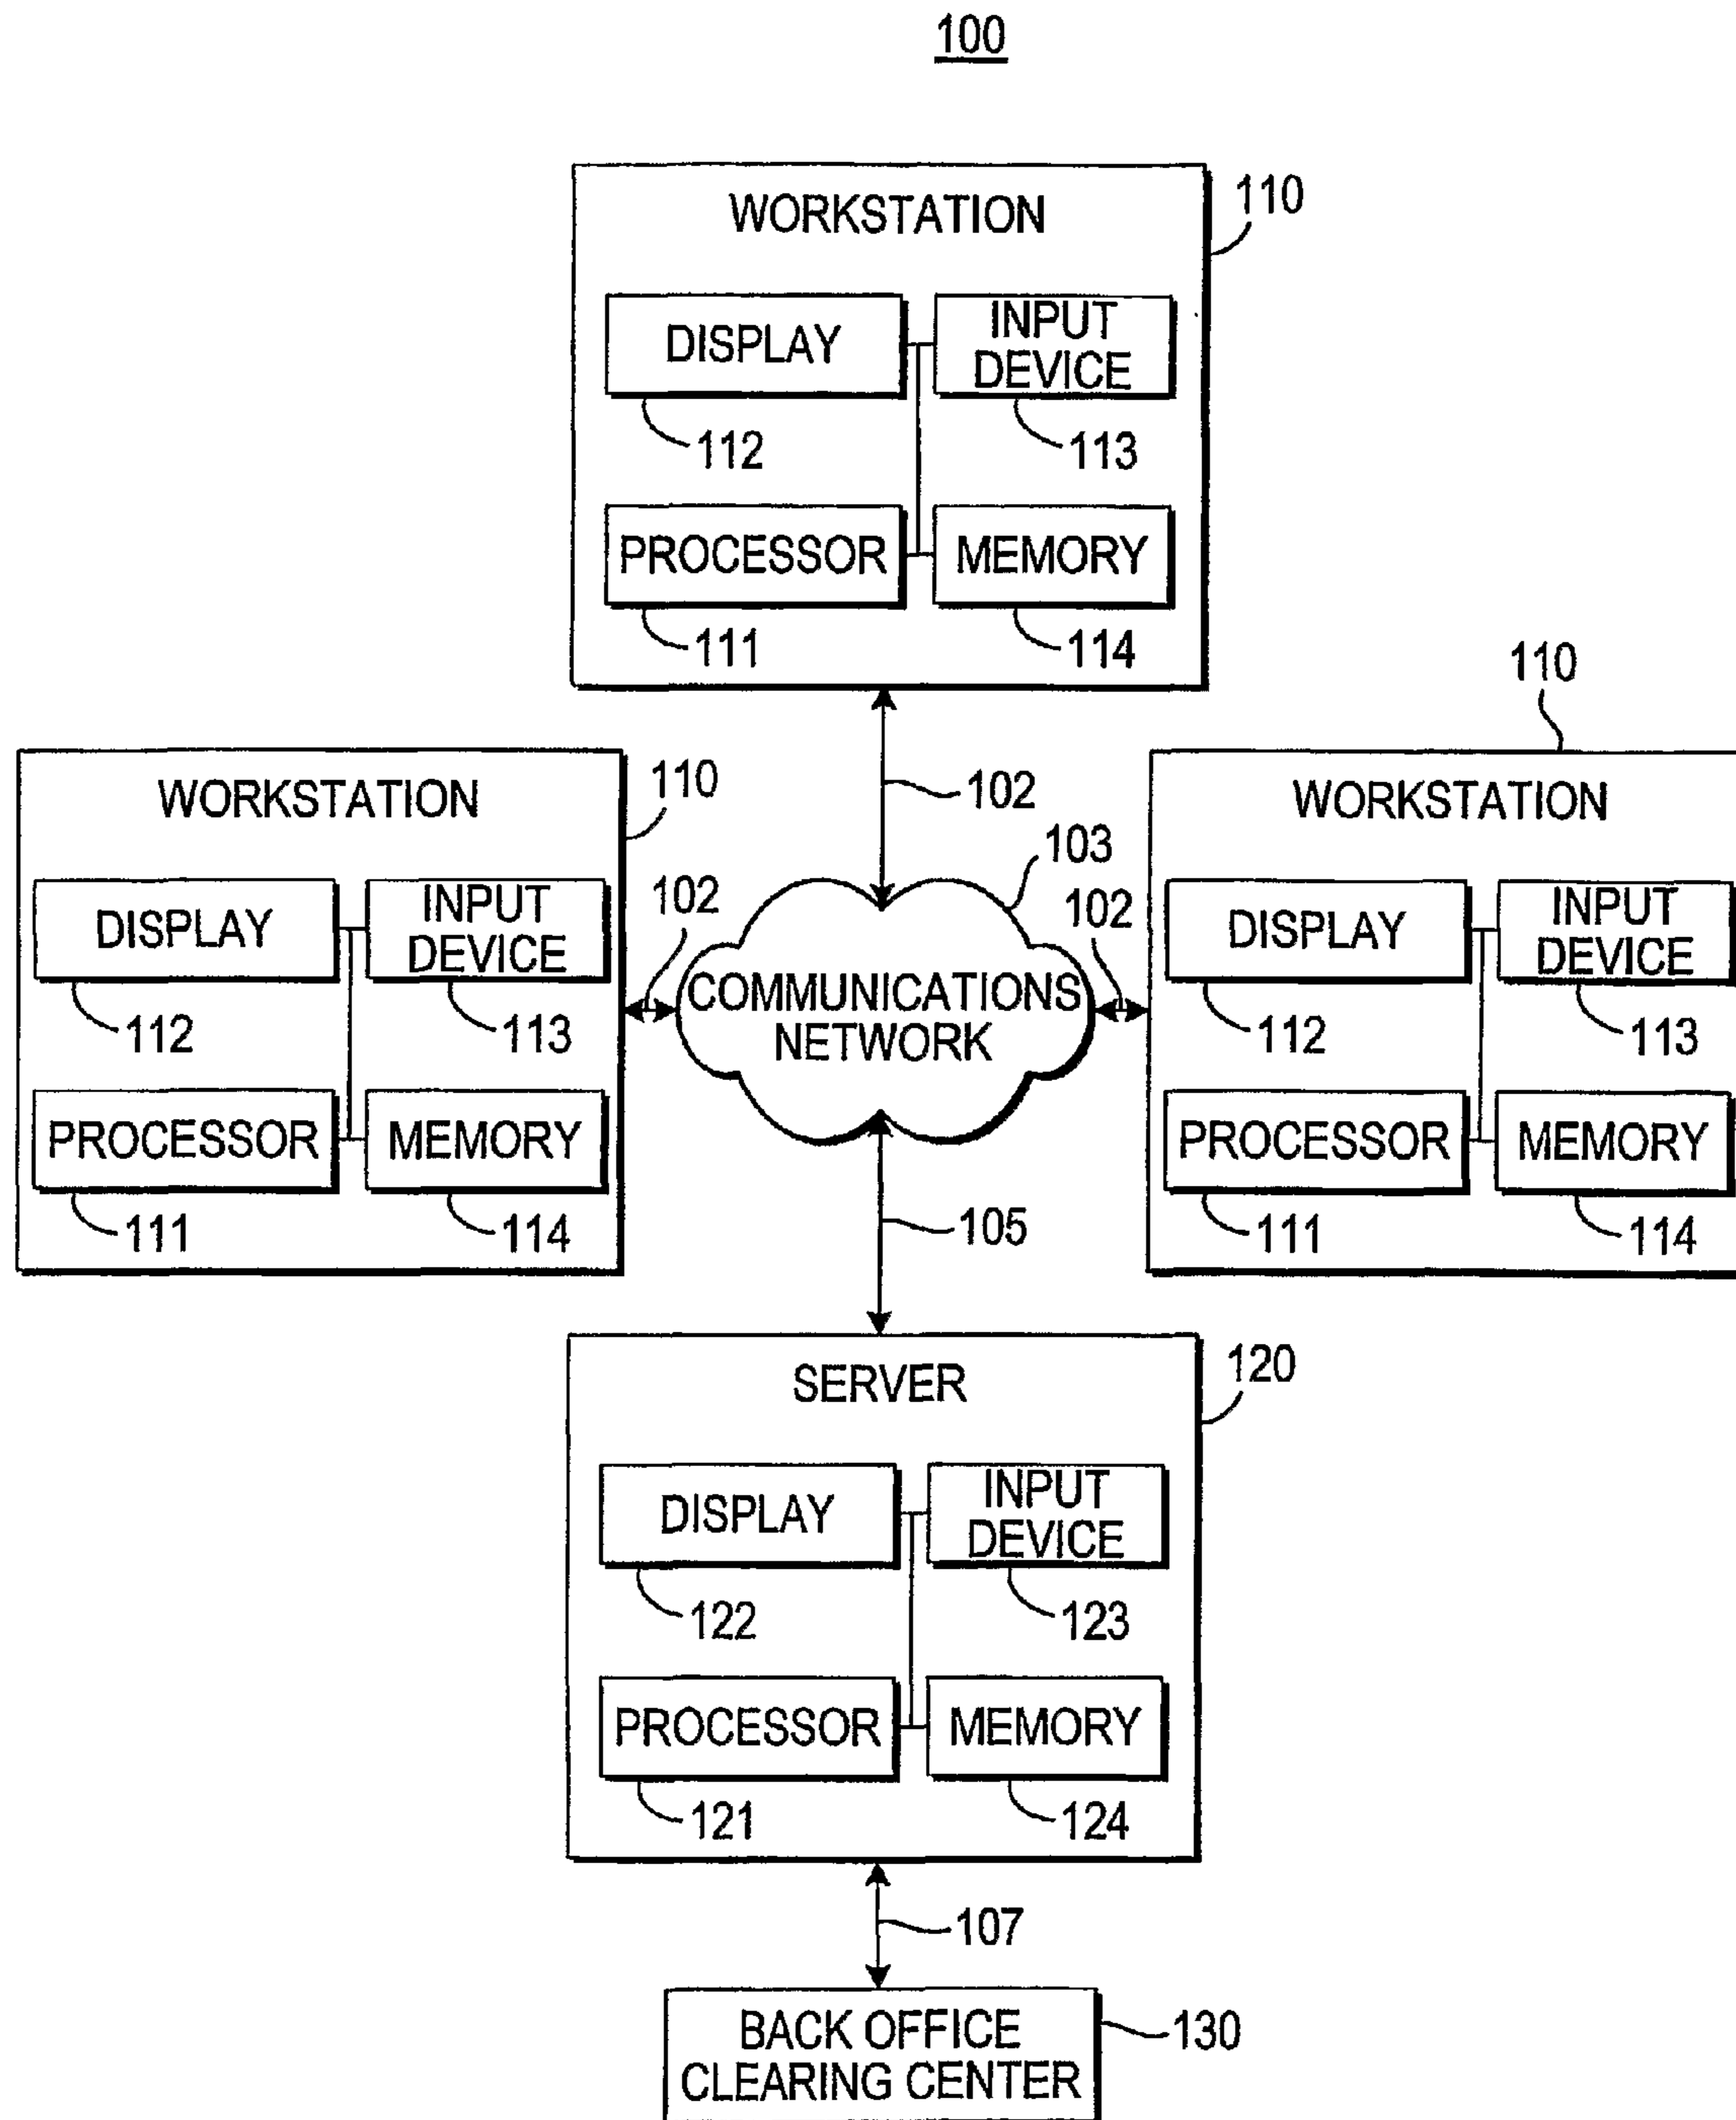 100
WORKSTATION
110
DISPLAY
INPUT
DEVICE
112
113
PROCESSOR
MEMORY
111
114
102
WORKSTATION
110
DISPLAY
INPUT
DEVICE
112
113
PROCESSOR
MEMORY
111
114
102
103
COMMUNICATIONS
NETWORK
102
110
WORKSTATION
DISPLAY
INPUT
DEVICE
112
113
PROCESSOR
MEMORY
111
114
105
SERVER
120
DISPLAY
INPUT
DEVICE
122
123
PROCESSOR
MEMORY
121
124
107
BACK OFFICE
CLEARING CENTER
130